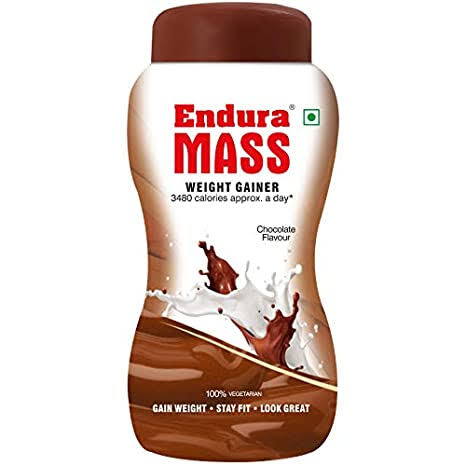 Endura®
MASS
WEIGHT GAINER
3480 calories approx. a day*
Chocolate
Flavour
100% VEGETARIAN
GAIN WEIGHT • STAY FIT • LOOK GREAT